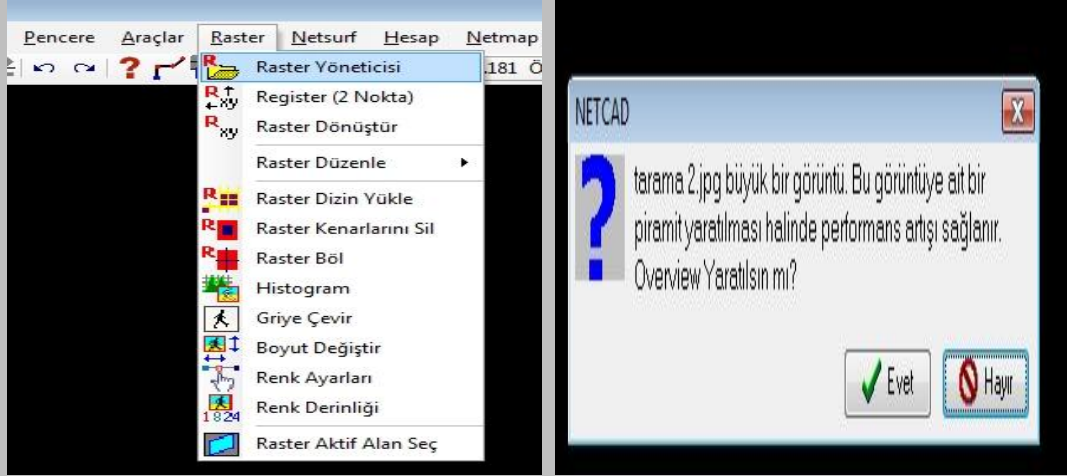 Pencere Araçlar Raster Netsurf Hesap Netmap
.181 Ö
Raster Yöneticisi
Register (2 Nokta)
Raster Dönüştür
Raster Düzenle
Raster Dizin Yükle
Raster Kenarlarını Sil
Raster Böl
Histogram
Griye Çevir
Boyut Değiştir
Renk Ayarları
Renk Derinliği
Raster Aktif Alan Seç
NETCAD
tarama 2.jpg büyük bir görüntü. Bu görüntüye ait bir
piramit yaratılması halinde performans artışı sağlanır.
Overview Yaratılsın mı?
Evet Hayır